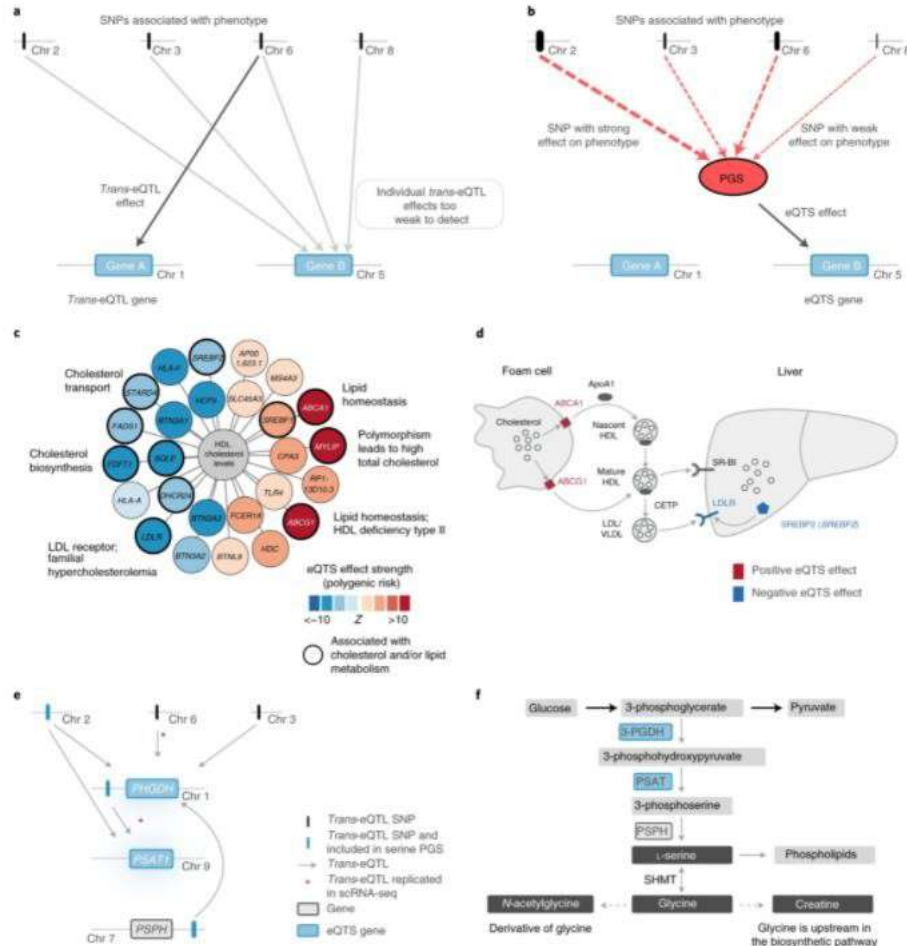 a
SNPs associated with phenotype
Chr 2
Chr 3
Chr 6
Chr 8
Trans-eQTL
effect
Individual trans-eQTL
effects too
weak to detect
Gene A
Chr 1
Gene B
Chr 5
Trans-eQTL gene
b
SNPs associated with phenotype
Chr 2
Chr 3
Chr 6
Chr 8
SNP with strong
effect on phenotype
SNP with weak
effect on phenotype
PGS
eQTS effect
Gene A
Chr 1
Gene B
Chr 5
eQTS gene
c
Cholesterol
transport
Cholesterol
biosynthesis
LDL receptor;
familial
hypercholesterolemia
SREBF2
HLA-F
STARD4
FADS1
BTN3A1
FDFT1
SQLE
HLA-A
DHCR24
LDLR
BTN3A2
BTNL8
FCER1A
HDC
ABCG1
TLR4
CPA3
MYLIP
SREBF1
ABCA1
SLC45A3
MS4A3
HDL
cholesterol
levels
Lipid
homeostasis
Polymorphism
leads to high
total cholesterol
Lipid homeostasis;
HDL deficiency type II
eQTS effect strength
(polygenic risk)
<−10 Z >10
Associated with
cholesterol and/or lipid
metabolism
d
Foam cell
Liver
ApoA1
ABCA1
Cholesterol
Nascent
HDL
ABCG1
Mature
HDL
SR-BI
CETP
LDLR
LDL/
VLDL
SREBP2 (SREBF2)
Positive eQTS effect
Negative eQTS effect
e
Chr 2
Chr 6
Chr 3
PHGDH
Chr 1
PSAT1
Chr 9
PSPH
Chr 7
Trans-eQTL SNP
Trans-eQTL SNP and
included in serine PGS
Trans-eQTL
* Trans-eQTL replicated
in scRNA-seq
Gene
eQTS gene
f
Glucose
3-phosphoglycerate
Pyruvate
3-PGDH
3-phosphohydroxypyruvate
PSAT
3-phosphoserine
PSPH
L-serine
Phospholipids
SHMT
N-acetylglycine
Glycine
Creatine
Derivative of glycine
Glycine is upstream in
the biosynthetic pathway